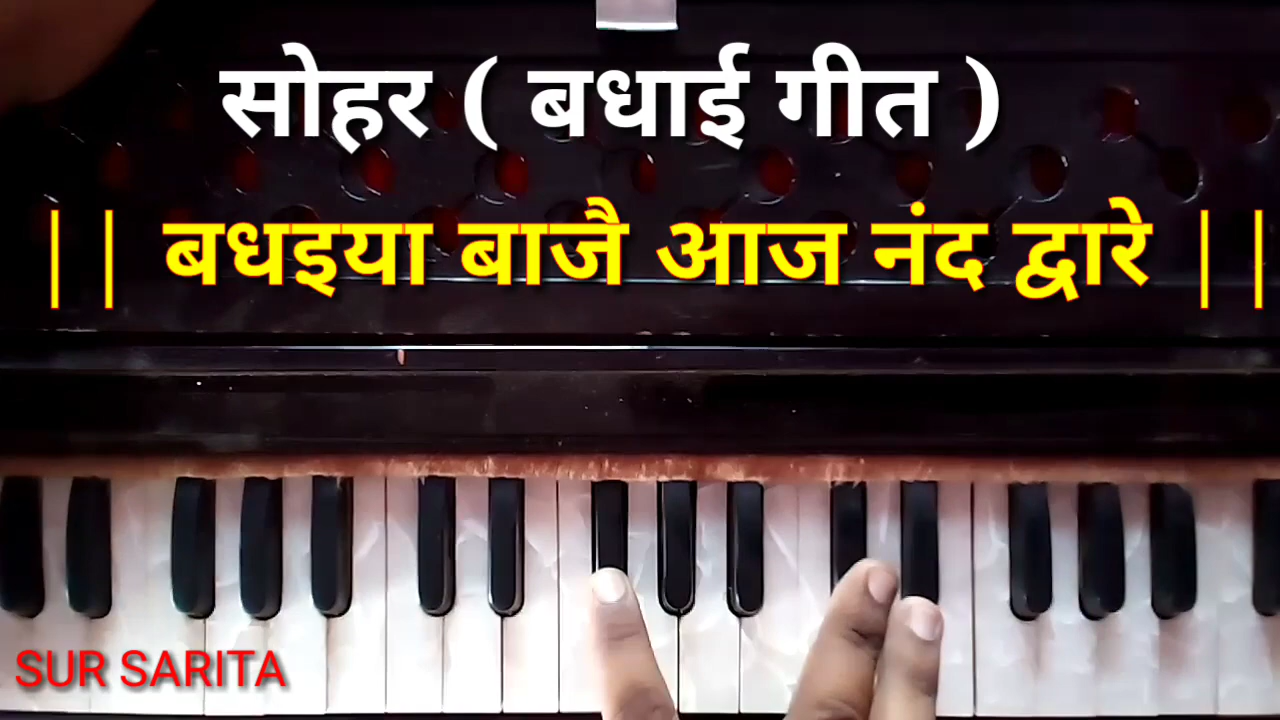 सोहर ( बधाई गीत )
|| बधइया बाजै आज नंद द्वारे ||
SUR SARITA